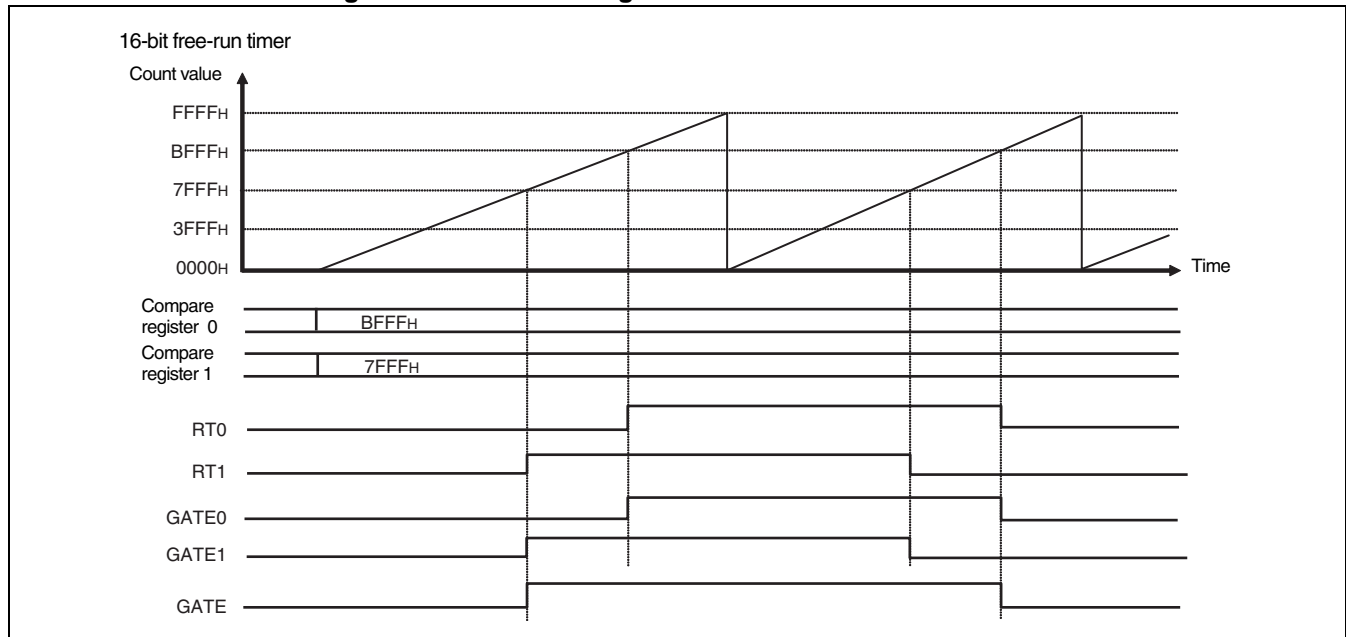 16-bit free-run timer
Count value
FFFFH
BFFFH
7FFFH
3FFFH
0000H
Time
Compare
register 0
BFFFH
Compare
register 1
7FFFH
RT0
RT1
GATE0
GATE1
GATE